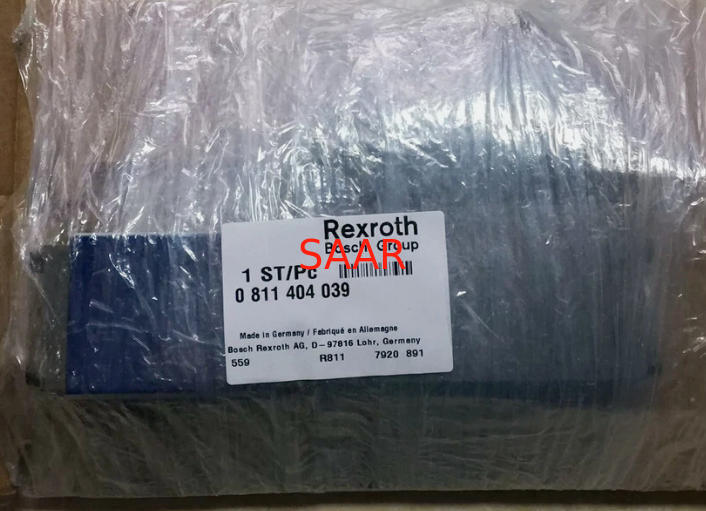 Rexroth
Bosch Group
SAAR
1 ST/Pc
0 811 404 039
Made in Germany / Fabriqué en Allemagne
Bosch Rexroth AG, D-97816 Lohr, Germany
559 R811 7920 891